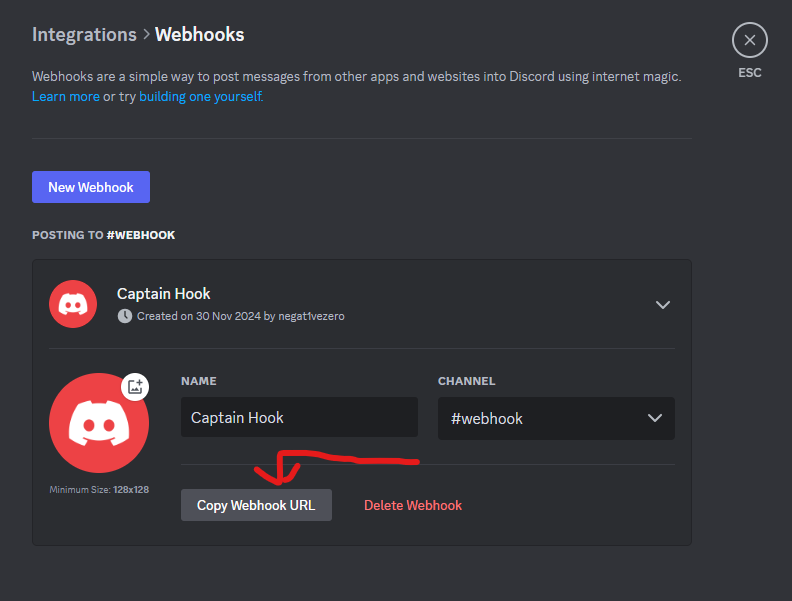 Integrations > Webhooks
ESC
Webhooks are a simple way to post messages from other apps and websites into Discord using internet magic.
Learn more or try building one yourself.
New Webhook
POSTING TO #WEBHOOK
Captain Hook
Created on 30 Nov 2024 by negat1vezero
NAME
CHANNEL
Captain Hook
#webhook
Minimum Size: 128x128
Copy Webhook URL
Delete Webhook